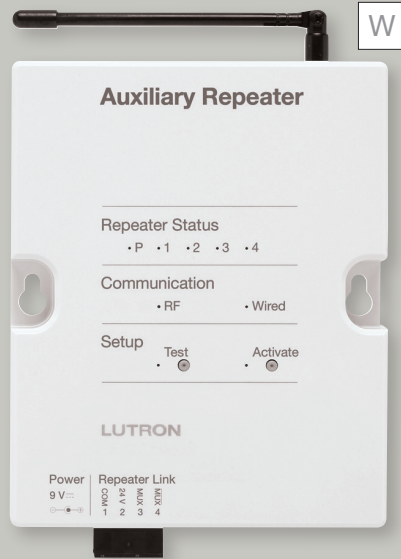 W
Auxiliary Repeater
Repeater Status
• P • 1 • 2 • 3 • 4
Communication
• RF • Wired
Setup
Test Activate
LUTRON
Power Repeater Link
9 V⎓ COM 24 V MUX MUX
1 2 3 4